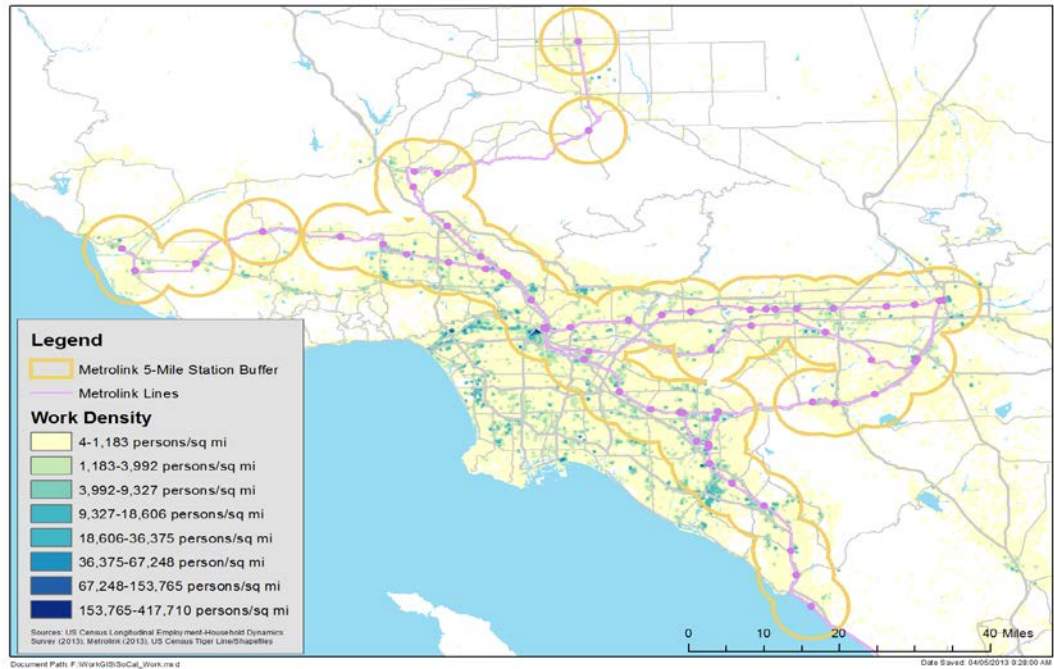 Legend
Metrolink 5-Mile Station Buffer
Metrolink Lines
Work Density
4-1,183 persons/sq mi
1,183-3,992 persons/sq mi
3,992-9,327 persons/sq mi
9,327-18,606 persons/sq mi
18,606-36,375 persons/sq mi
36,375-67,248 person/sq mi
67,248-153,765 persons/sq mi
153,765-417,710 persons/sq mi
Sources: US Census Longitudinal Employment-Household Dynamics
Surver (2013), Metrolink (2013), US Census Tiger Line/Shapefiles
0 10 20 40 Miles
Document Path: F:\WorkGIS\SoCal_Work.mxd
Date Saved: 04/05/2013 9:28:00 AM